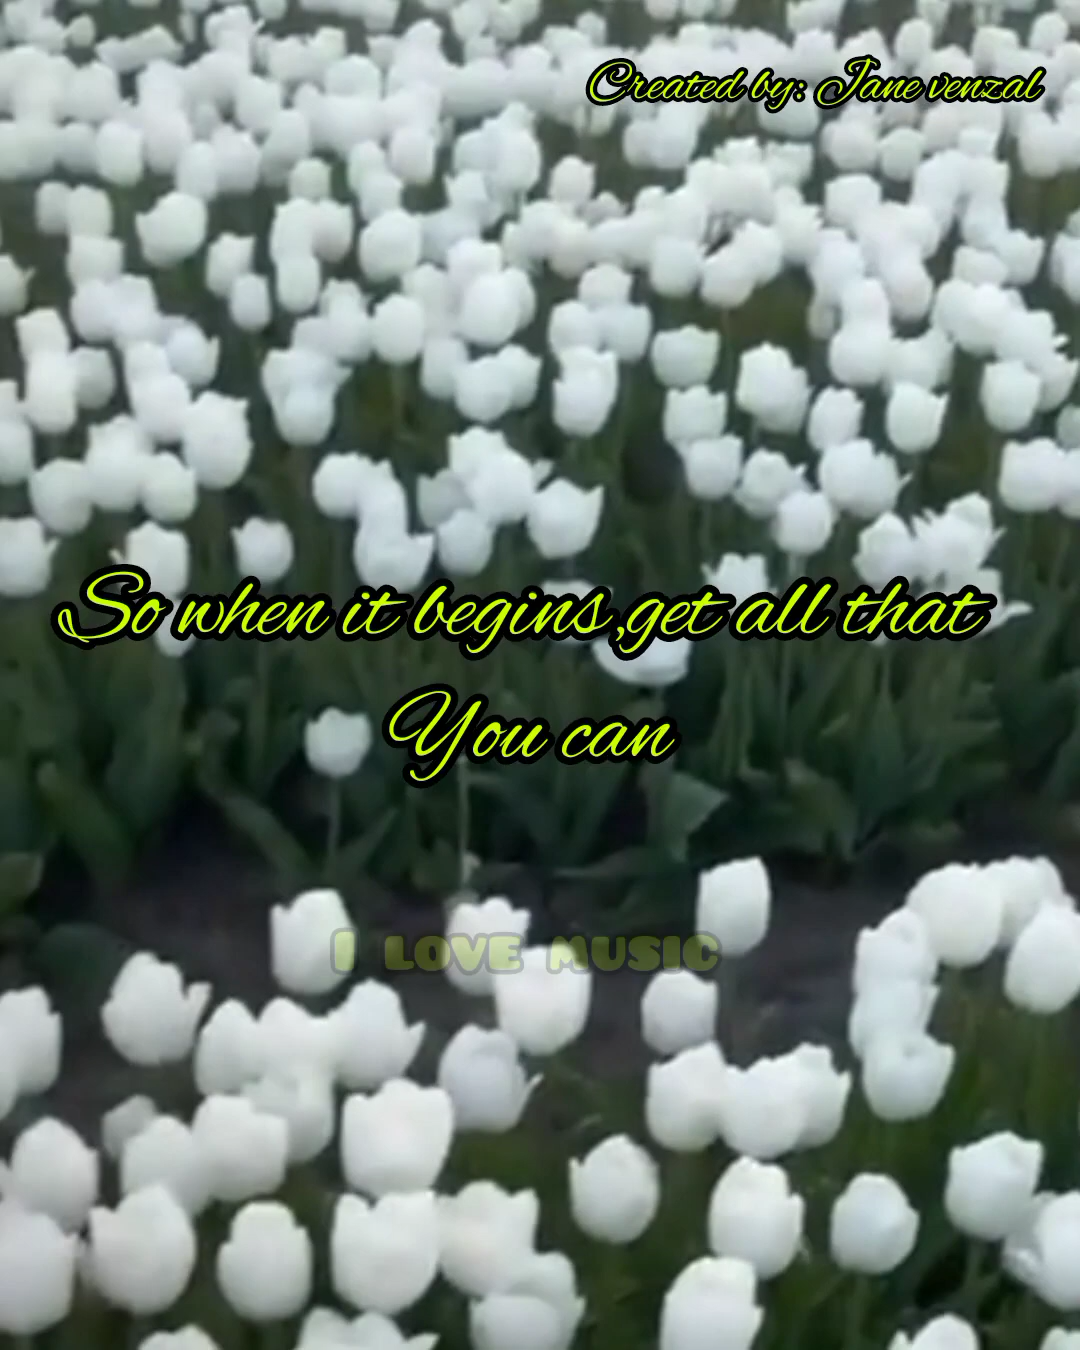 Created by: Jane venzal
So when it begins,get all that
You can
I LOVE MUSIC